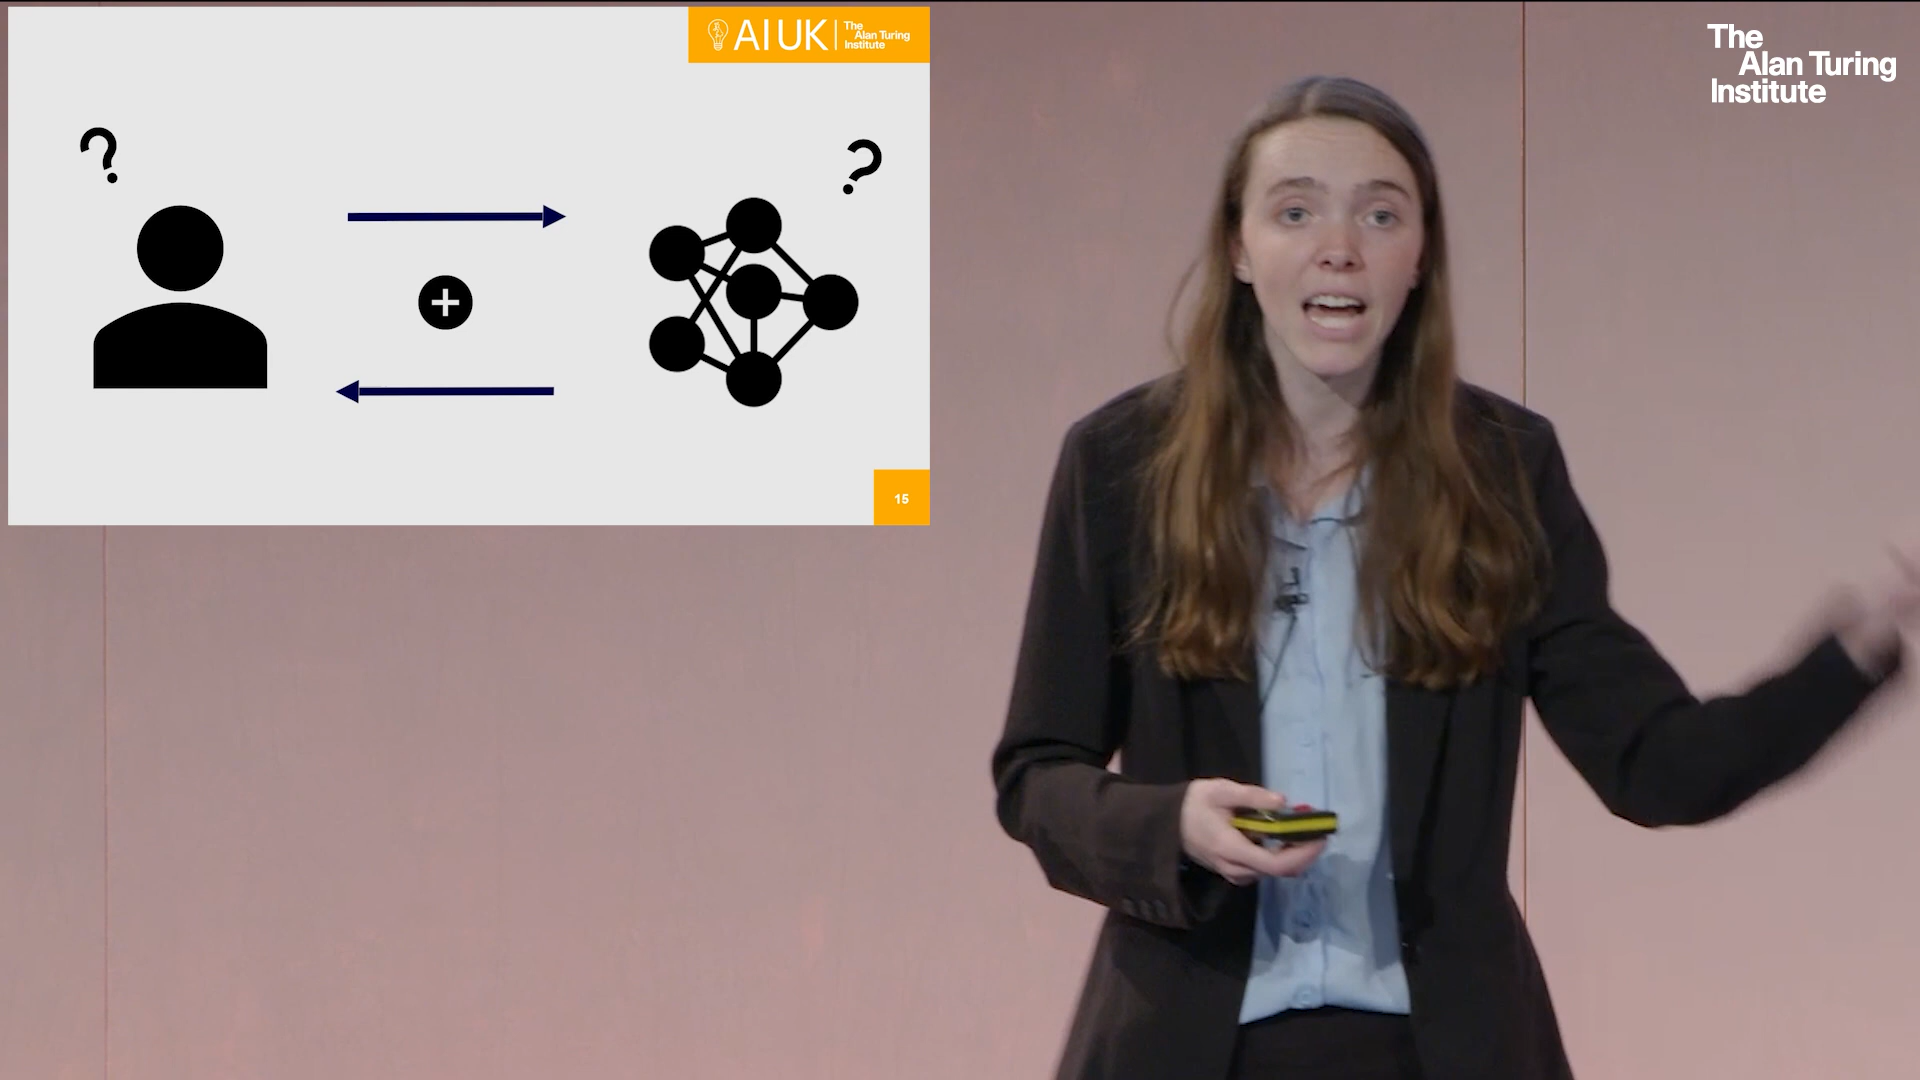 AI UK
The
Alan Turing
Institute
?
?
+
15
The
Alan Turing
Institute